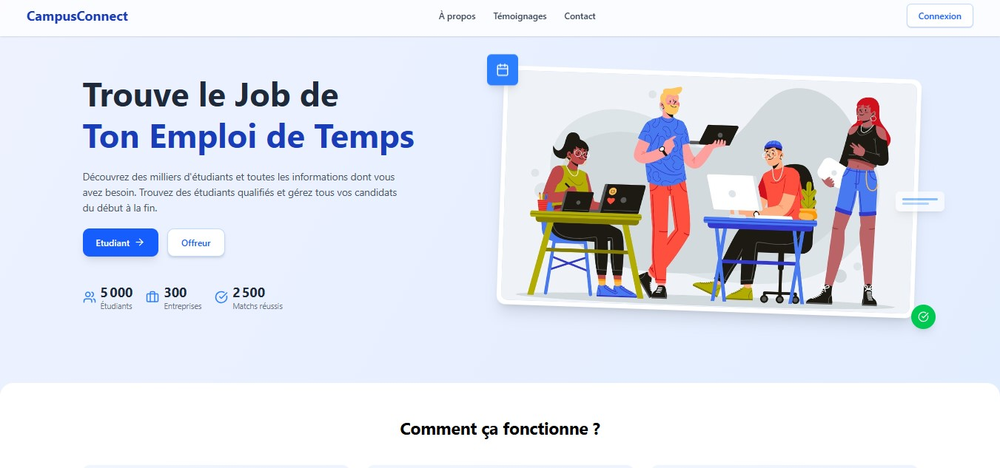 CampusConnect
À propos
Témoignages
Contact
Connexion
Trouve le Job de
Ton Emploi de Temps
Découvrez des milliers d'étudiants et toutes les informations dont vous
avez besoin. Trouvez des étudiants qualifiés et gérez tous vos candidats
du début à la fin.
Etudiant
Offreur
5 000
Étudiants
300
Entreprises
2 500
Matchs réussis
Comment ça fonctionne ?